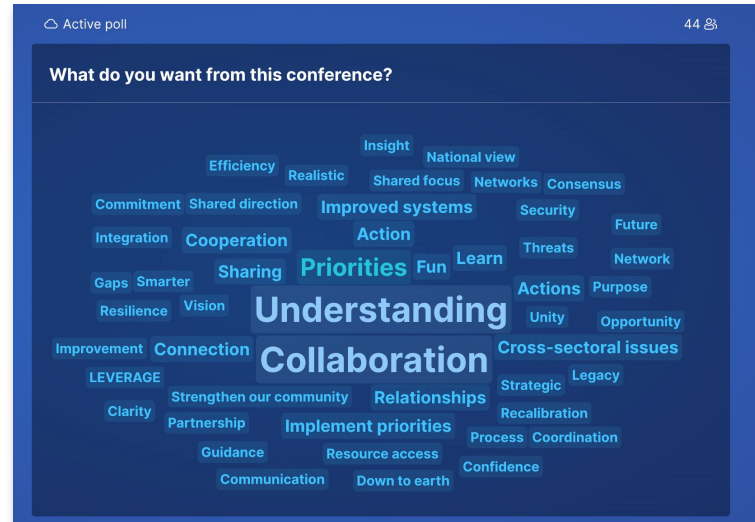 Active poll
44
What do you want from this conference?
Insight
National view
Efficiency
Realistic
Shared focus
Networks
Consensus
Commitment
Shared direction
Improved systems
Security
Future
Integration
Cooperation
Action
Threats
Network
Sharing
Priorities
Fun
Learn
Gaps
Smarter
Actions
Purpose
Resilience
Vision
Understanding
Unity
Opportunity
Improvement
Connection
Collaboration
Cross-sectoral issues
LEVERAGE
Strategic
Legacy
Strengthen our community
Relationships
Clarity
Partnership
Implement priorities
Recalibration
Process
Coordination
Guidance
Resource access
Confidence
Communication
Down to earth